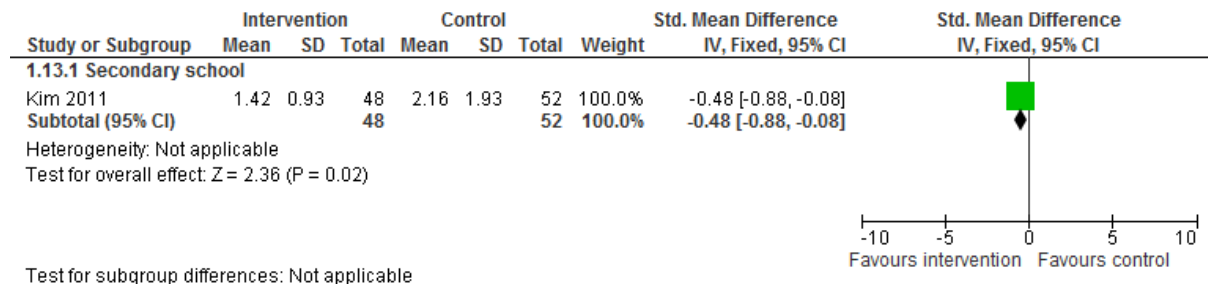 Intervention Control Std. Mean Difference Std. Mean Difference
Study or Subgroup Mean SD Total Mean SD Total Weight IV, Fixed, 95% CI IV, Fixed, 95% CI
1.13.1 Secondary school
Kim 2011 1.42 0.93 48 2.16 1.93 52 100.0% -0.48 [-0.88, -0.08]
Subtotal (95% CI) 48 52 100.0% -0.48 [-0.88, -0.08]
Heterogeneity: Not applicable
Test for overall effect: Z = 2.36 (P = 0.02)
-10 -5 0 5 10
Favours intervention Favours control
Test for subgroup differences: Not applicable